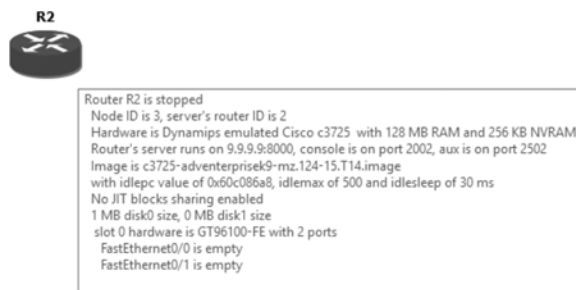 R2
Router R2 is stopped
Node ID is 3, server's router ID is 2
Hardware is Dynamips emulated Cisco c3725 with 128 MB RAM and 256 KB NVRAM
Router's server runs on 9.9.9.9:8000, console is on port 2002, aux is on port 2502
Image is c3725-adventerprisek9-mz.124-15.T14.image
with idlepc value of 0x60c086a8, idlemax of 500 and idlesleep of 30 ms
No JIT blocks sharing enabled
1 MB disk0 size, 0 MB disk1 size
slot 0 hardware is GT96100-FE with 2 ports
FastEthernet0/0 is empty
FastEthernet0/1 is empty